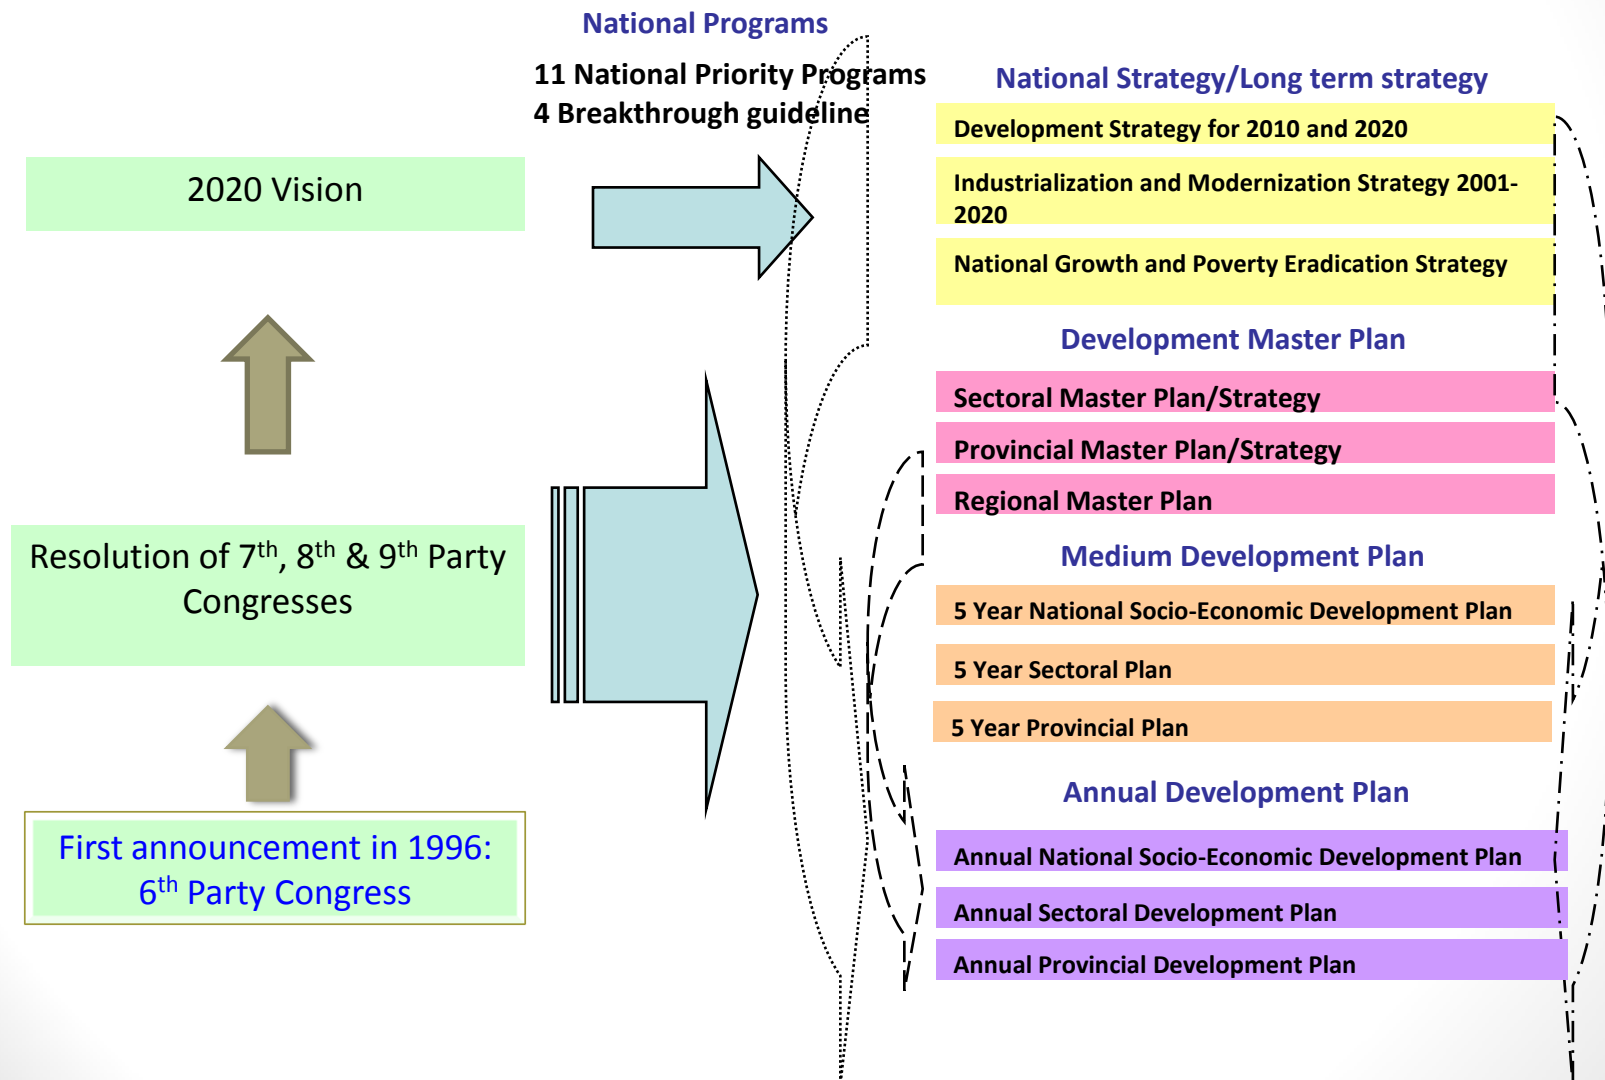 National Programs
11 National Priority Programs
4 Breakthrough guideline
2020 Vision
Resolution of 7th, 8th & 9th Party
Congresses
First announcement in 1996:
6th Party Congress
National Strategy/Long term strategy
Development Strategy for 2010 and 2020
Industrialization and Modernization Strategy 2001-
2020
National Growth and Poverty Eradication Strategy
Development Master Plan
Sectoral Master Plan/Strategy
Provincial Master Plan/Strategy
Regional Master Plan
Medium Development Plan
5 Year National Socio-Economic Development Plan
5 Year Sectoral Plan
5 Year Provincial Plan
Annual Development Plan
Annual National Socio-Economic Development Plan
Annual Sectoral Development Plan
Annual Provincial Development Plan